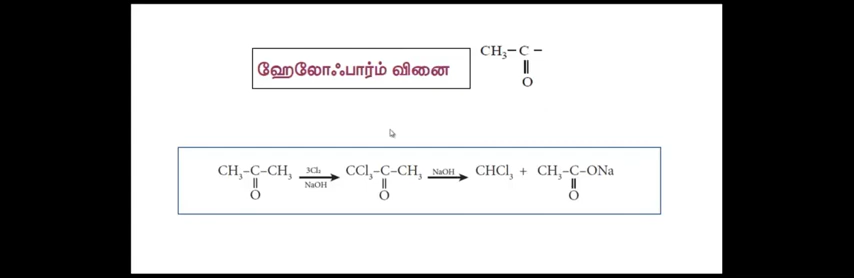 ஹேலோஃபார்ம் வினை
CH₃–C–
||
O
3Cl₂ NaOH
CH₃–C–CH₃ → CCl₃–C–CH₃ → CHCl₃ + CH₃–C–ONa
NaOH
|| || ||
O O O